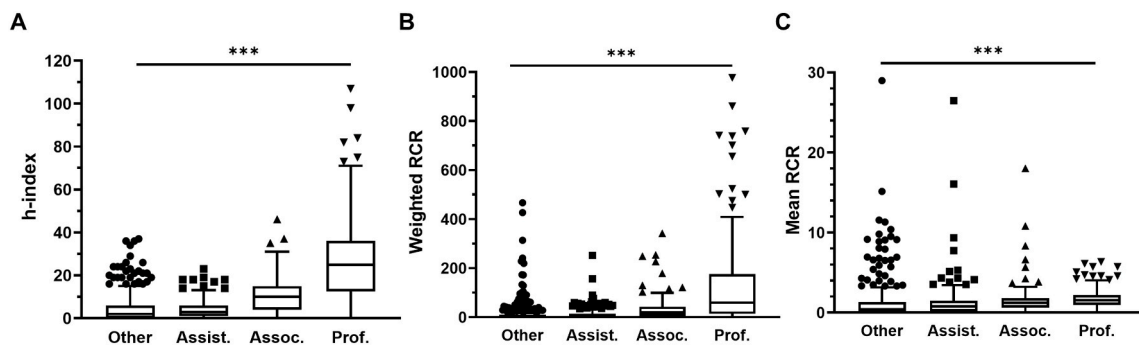 A
h-index
120
100
80
60
40
20
0
***
Other Assist. Assoc. Prof.
B
Weighted RCR
1000
800
600
400
200
0
***
Other Assist. Assoc. Prof.
C
Mean RCR
30
20
10
0
***
Other Assist. Assoc. Prof.